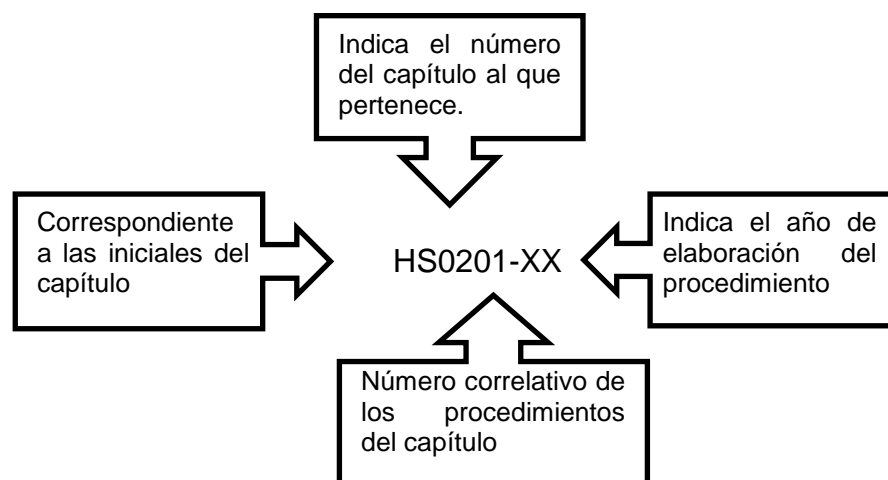 Indica el número
del capítulo al que
pertenece.
Correspondiente
a las iniciales del
capítulo
HS0201-XX
Indica el año de
elaboración del
procedimiento
Número correlativo de
los procedimientos
del capítulo